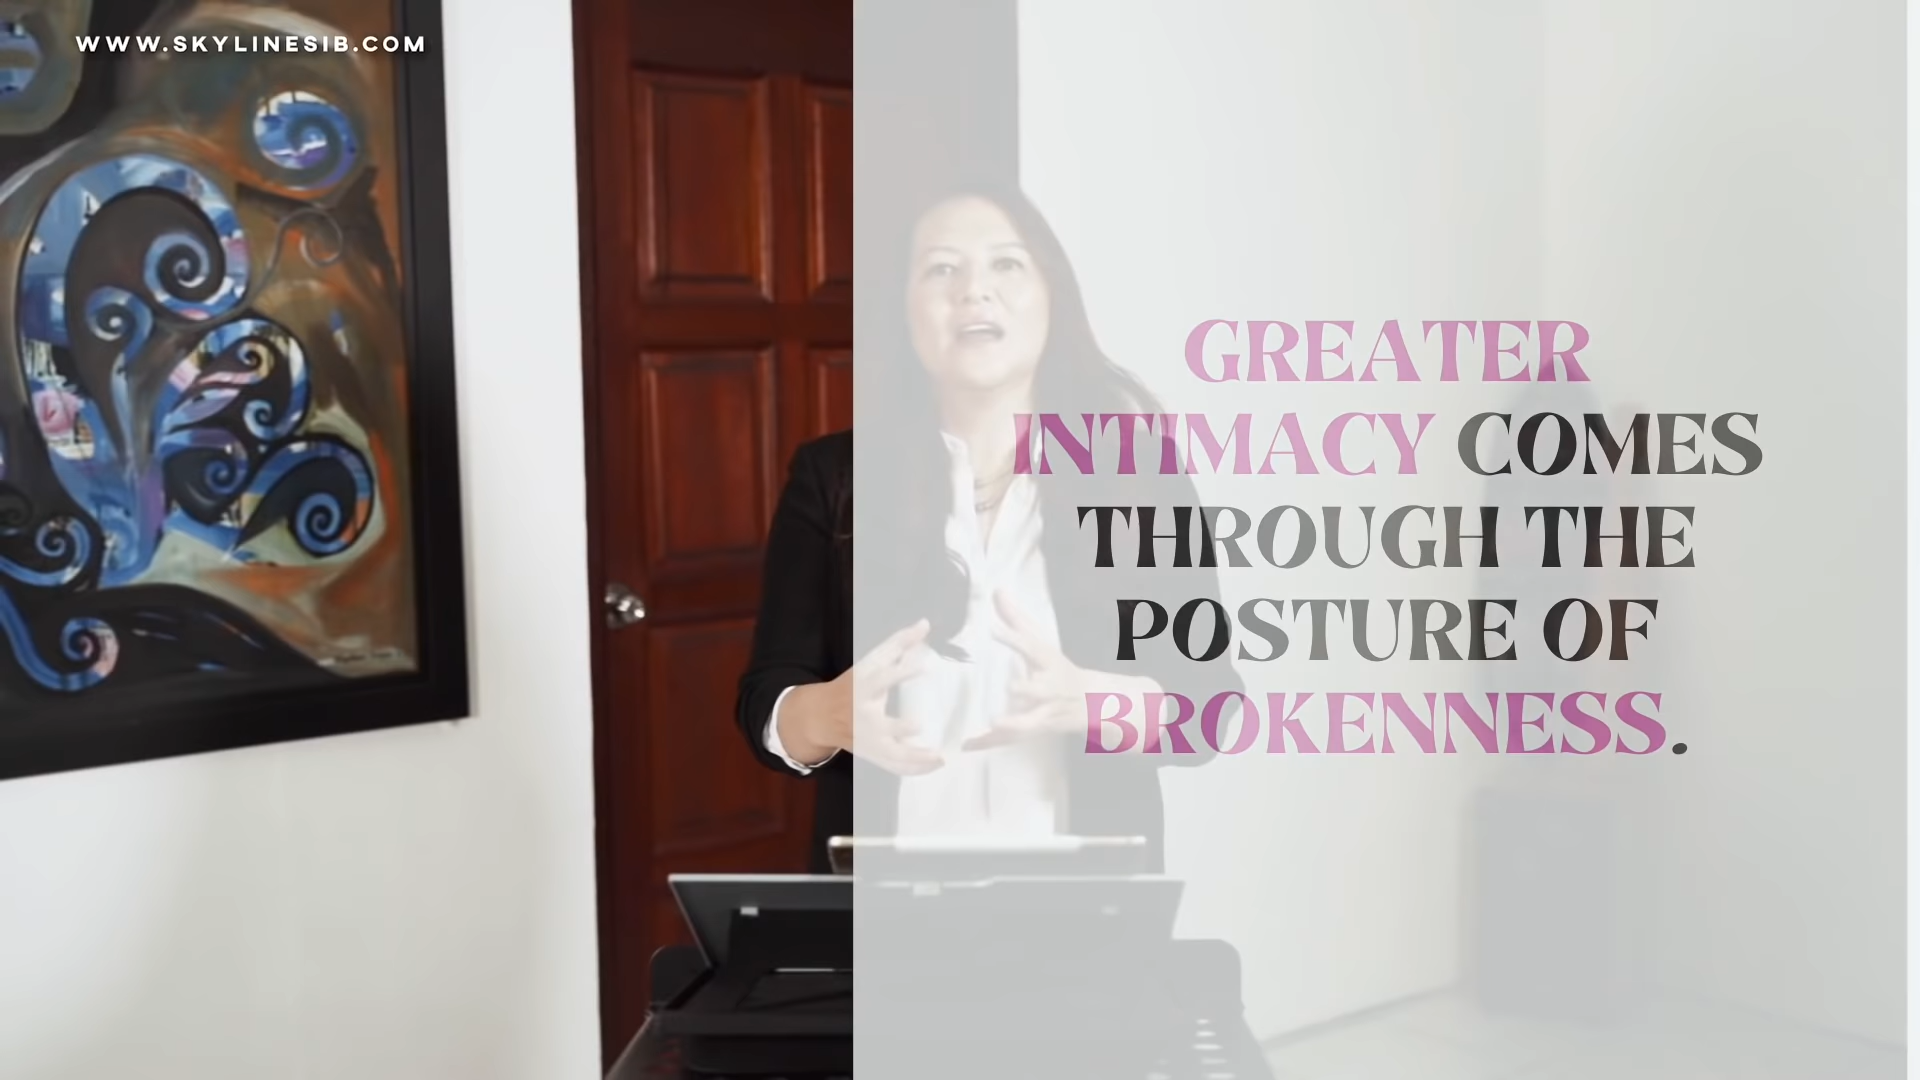 WWW.SKYLINESIB.COM
GREATER
INTIMACY COMES
THROUGH THE
POSTURE OF
BROKENNESS.